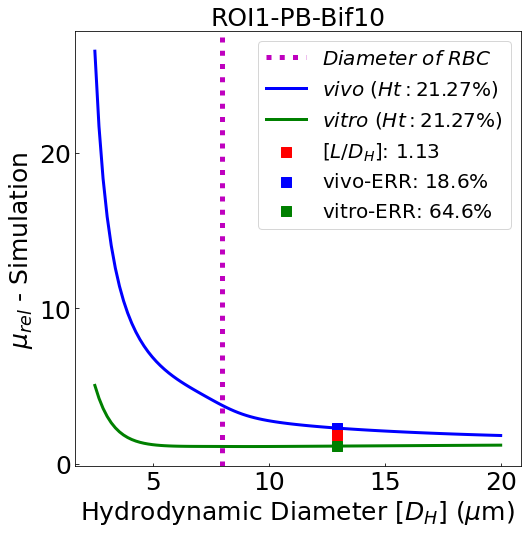 ROI1-PB-Bif10
Diameter of RBC
vivo (Ht : 21.27%)
vitro (Ht : 21.27%)
[L/D_H]: 1.13
vivo-ERR: 18.6%
vitro-ERR: 64.6%
μ_rel - Simulation
20
10
0
5
10
15
20
Hydrodynamic Diameter [D_H] (μm)